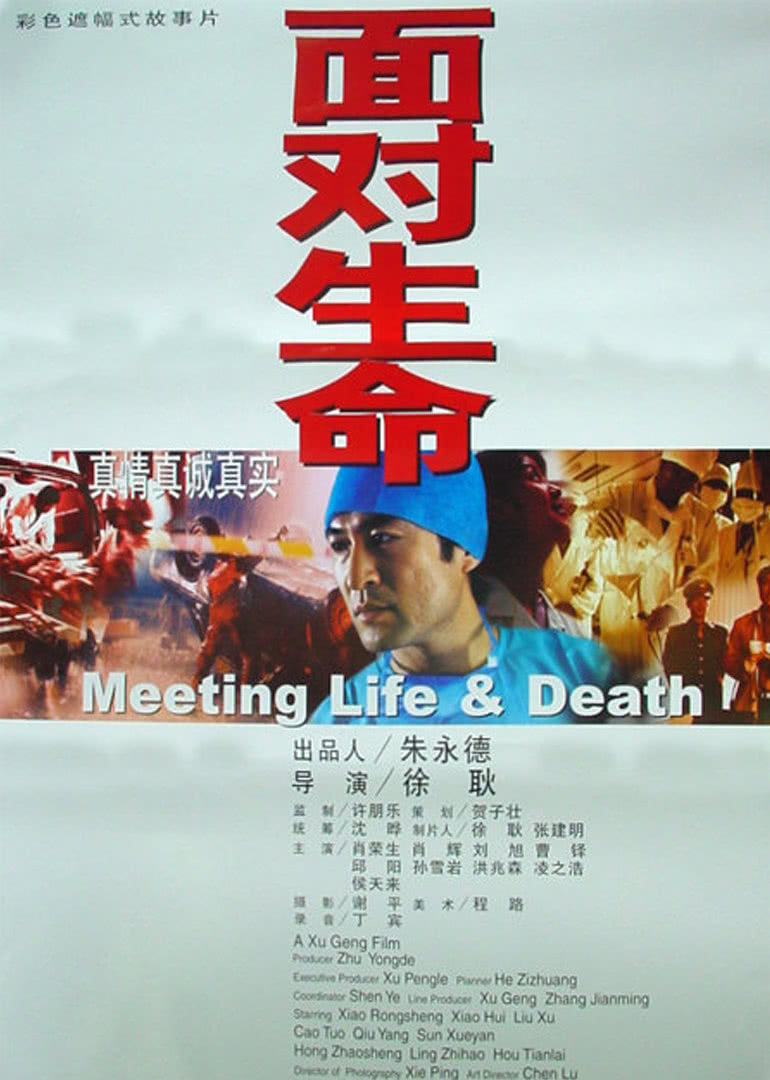 彩色遮幅式故事片
面对生命
真情真诚真实
Meeting Life & Death
出品人/朱永德
导 演/徐 耿
监 制/许朋乐 策 划/贺子壮
统 筹/沈 晔 制片人/徐 耿 张建明
主 演/肖荣生 肖 辉 刘 旭 曹 铎
邱 阳 孙雪岩 洪兆森 凌之浩
侯天来
摄 影/谢 平 美 术/程 路
录 音/丁 宾
A Xu Geng Film
Producer Zhu Yongde
Executive Producer Xu Pengle Planner He Zizhuang
Coordinator Shen Ye Line Producer Xu Geng Zhang Jianming
Starring Xiao Rongsheng Xiao Hui Liu Xu
Cao Tuo Qiu Yang Sun Xueyan
Hong Zhaosheng Ling Zhihao Hou Tianlai
Director of Photography Xie Ping Art Director Chen Lu